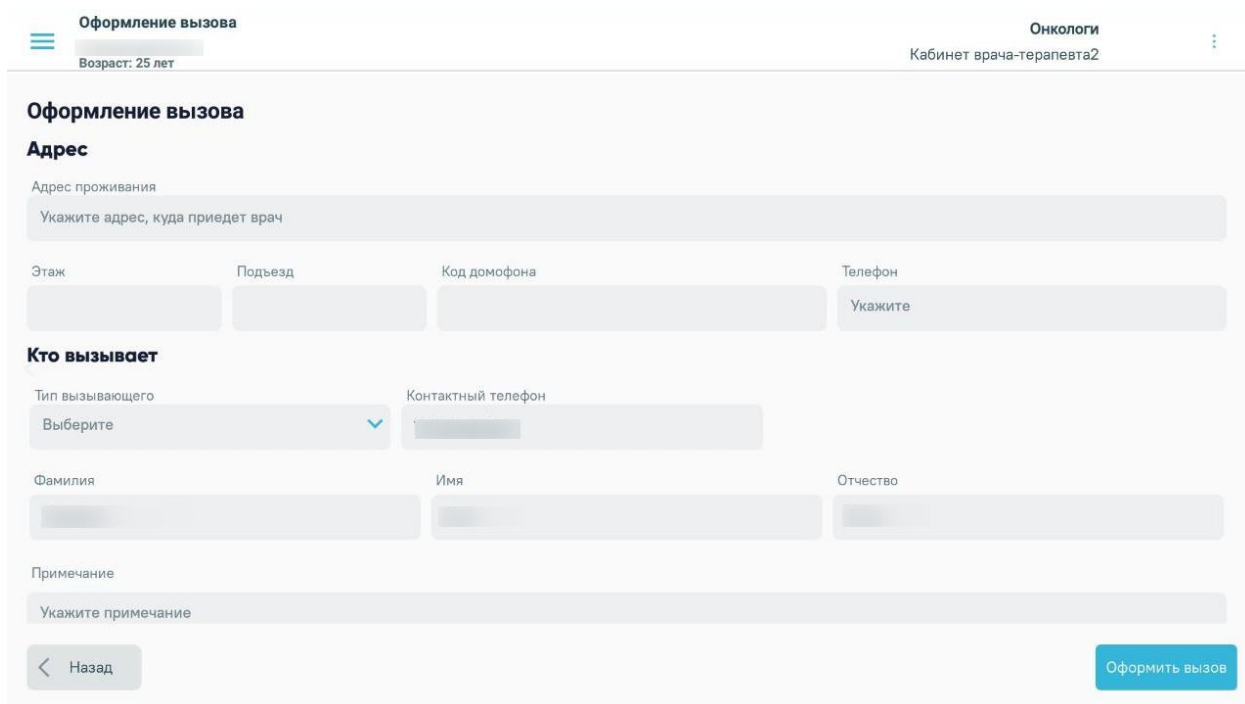 Оформление вызова
Возраст: 25 лет
Онкологи
Кабинет врача-терапевта2
Оформление вызова
Адрес
Адрес проживания
Укажите адрес, куда приедет врач
Этаж Подъезд Код домофона Телефон
Укажите
Кто вызывает
Тип вызывающего Контактный телефон
Выберите
Фамилия Имя Отчество
Примечание
Укажите примечание
Назад Оформить вызов